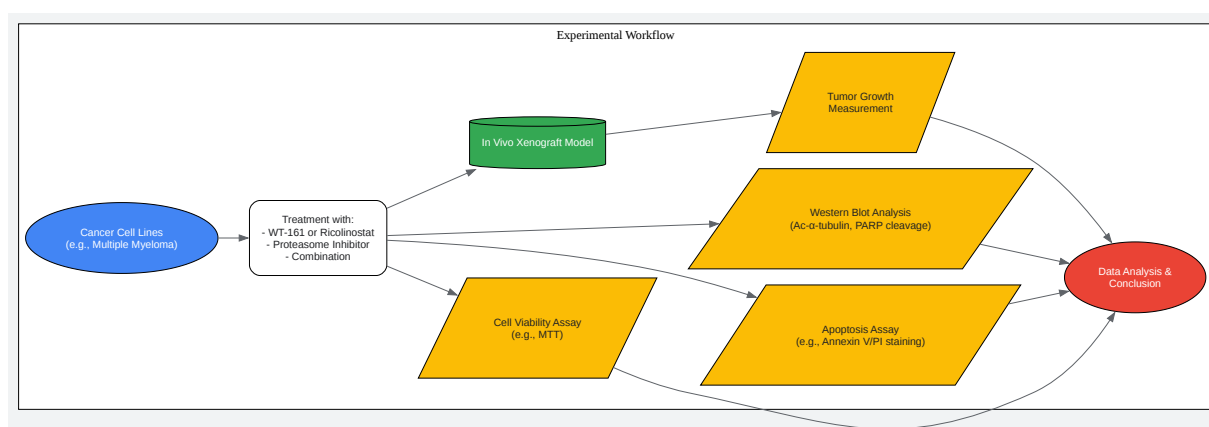 Experimental Workflow
Cancer Cell Lines
(e.g., Multiple Myeloma)
Treatment with:
- WT-161 or Ricolinostat
- Proteasome Inhibitor
- Combination
In Vivo Xenograft Model
Tumor Growth
Measurement
Western Blot Analysis
(Ac-α-tubulin, PARP cleavage)
Cell Viability Assay
(e.g., MTT)
Apoptosis Assay
(e.g., Annexin V/PI staining)
Data Analysis &
Conclusion